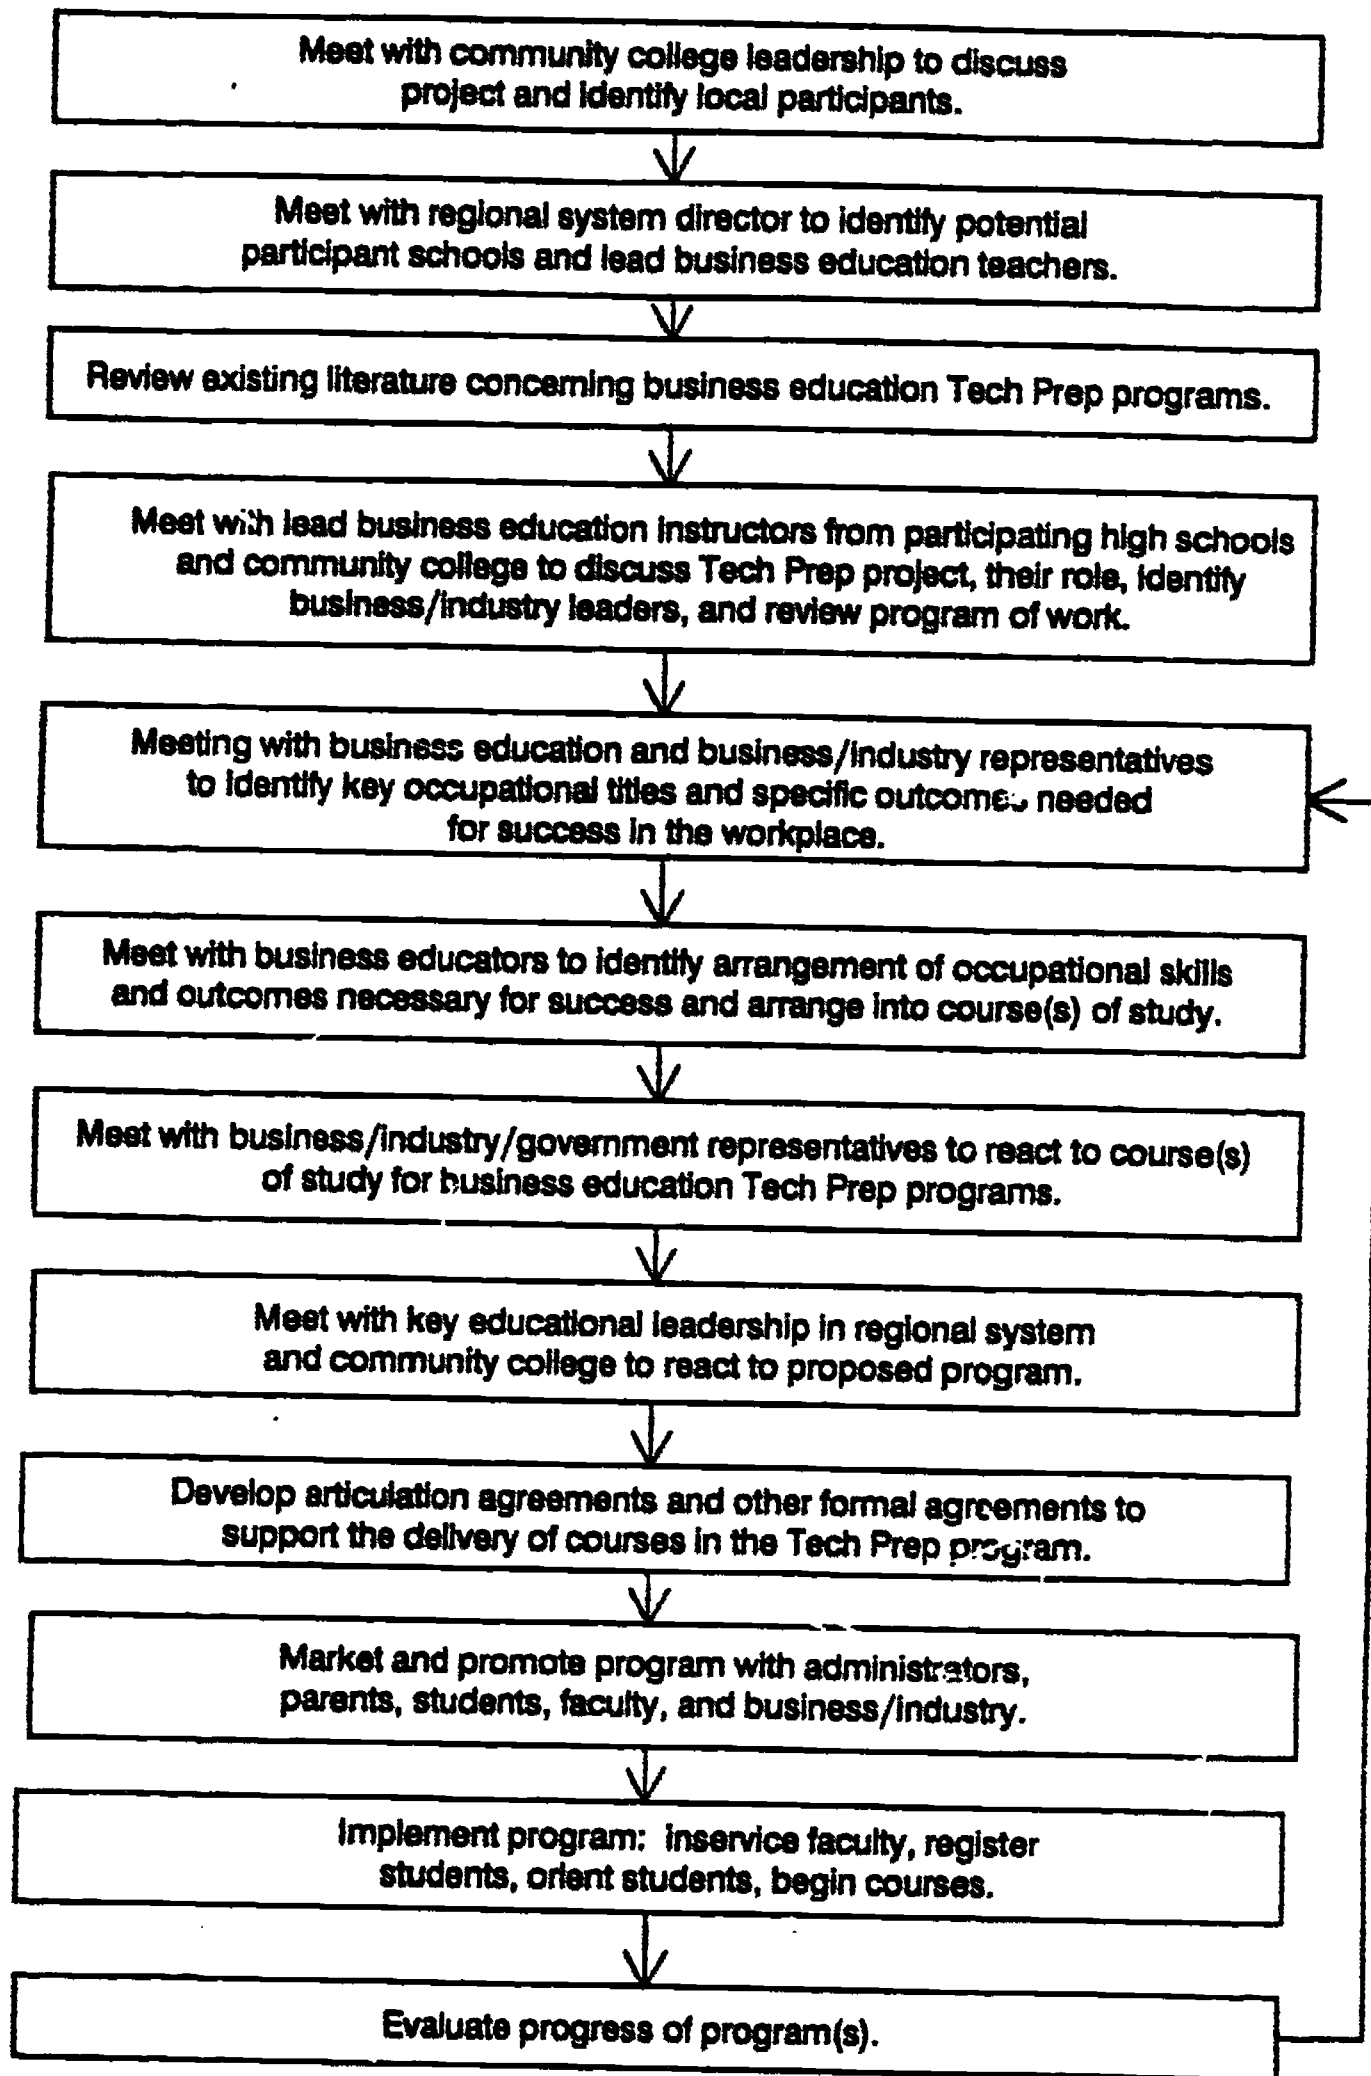 Meet with community college leadership to discuss
project and identify local participants.
Meet with regional system director to identify potential
participant schools and lead business education teachers.
Review existing literature concerning business education Tech Prep programs.
Meet with lead business education instructors from participating high schools
and community college to discuss Tech Prep project, their role, identify
business/industry leaders, and review program of work.
Meeting with business education and business/industry representatives
to identify key occupational titles and specific outcomes needed
for success in the workplace.
Meet with business educators to identify arrangement of occupational skills
and outcomes necessary for success and arrange into course(s) of study.
Meet with business/industry/government representatives to react to course(s)
of study for business education Tech Prep programs.
Meet with key educational leadership in regional system
and community college to react to proposed program.
Develop articulation agreements and other formal agreements to
support the delivery of courses in the Tech Prep program.
Market and promote program with administrators,
parents, students, faculty, and business/industry.
Implement program: inservice faculty, register
students, orient students, begin courses.
Evaluate progress of program(s).